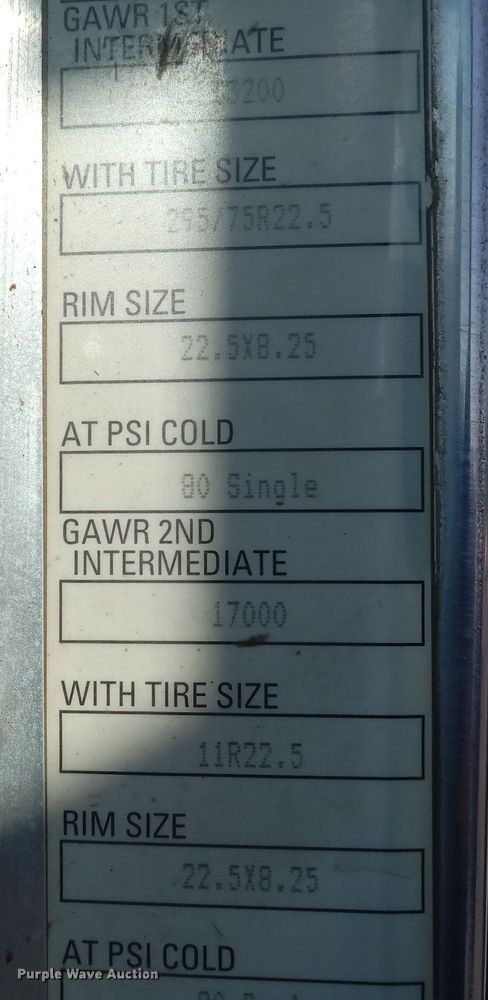 GAWR 1ST
INTERMEDIATE
WITH TIRE SIZE
295/75R22.5
RIM SIZE
22.5X8.25
AT PSI COLD
80 Single
GAWR 2ND
INTERMEDIATE
17000
WITH TIRE SIZE
11R22.5
RIM SIZE
22.5X8.25
AT PSI COLD
Purple Wave Auction